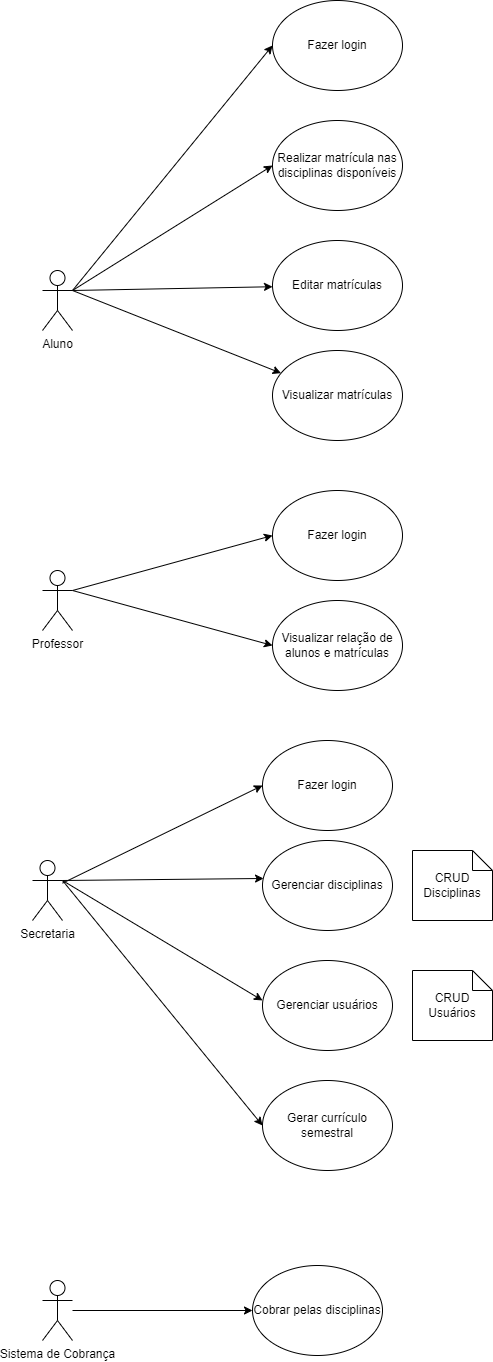 Fazer login
Realizar matrícula nas
disciplinas disponíveis
Editar matrículas
Aluno
Visualizar matrículas
Fazer login
Professor
Visualizar relação de
alunos e matrículas
Fazer login
Gerenciar disciplinas
CRUD
Disciplinas
Secretaria
Gerenciar usuários
CRUD
Usuários
Gerar currículo
semestral
Cobrar pelas disciplinas
Sistema de Cobrança